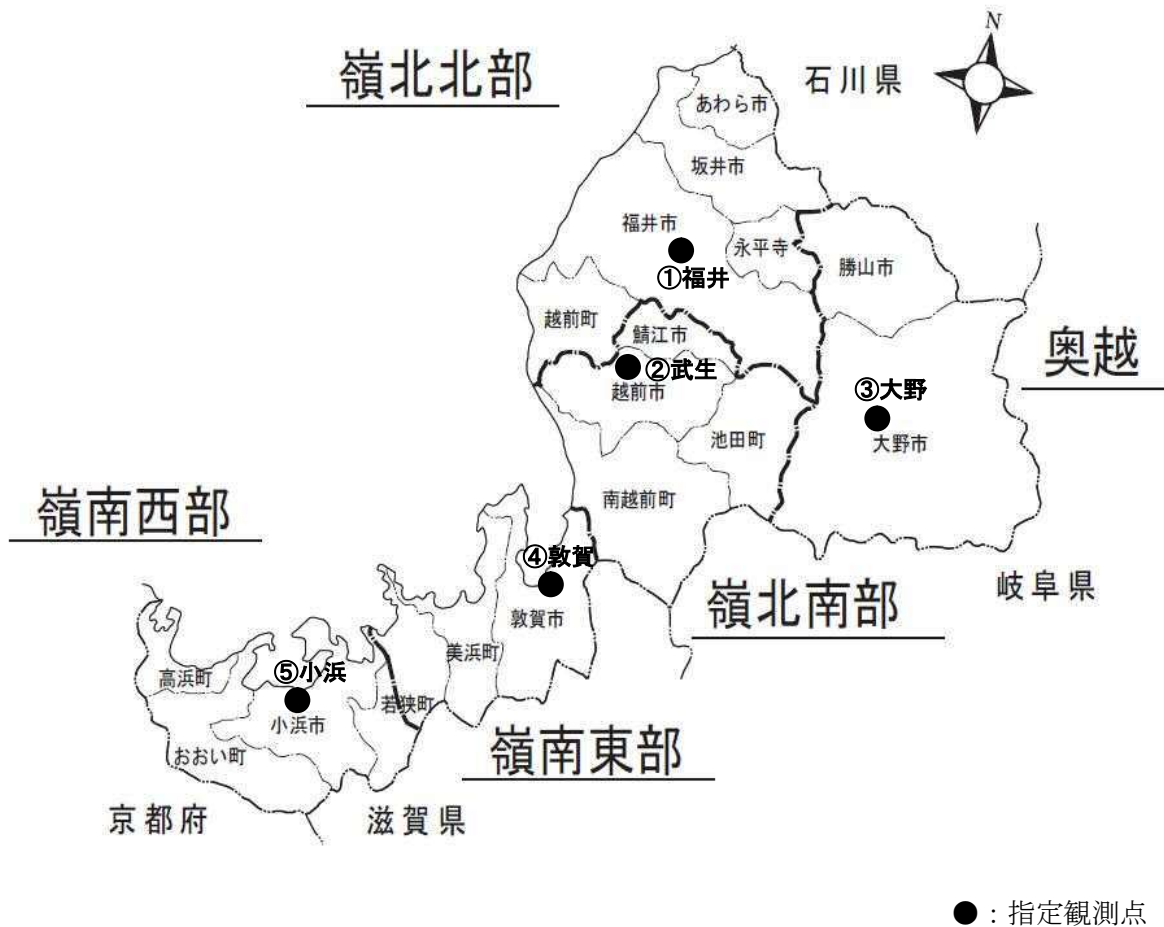 N
嶺北北部
石川県
あわら市
坂井市
福井市
永平寺
①福井
勝山市
越前町
鯖江市
奥越
②武生
越前市
③大野
大野市
池田町
南越前町
嶺南西部
④敦賀
敦賀市
岐阜県
嶺北南部
美浜町
⑤小浜
高浜町
若狭町
小浜市
おおい町
嶺南東部
京都府
滋賀県
●：指定観測点